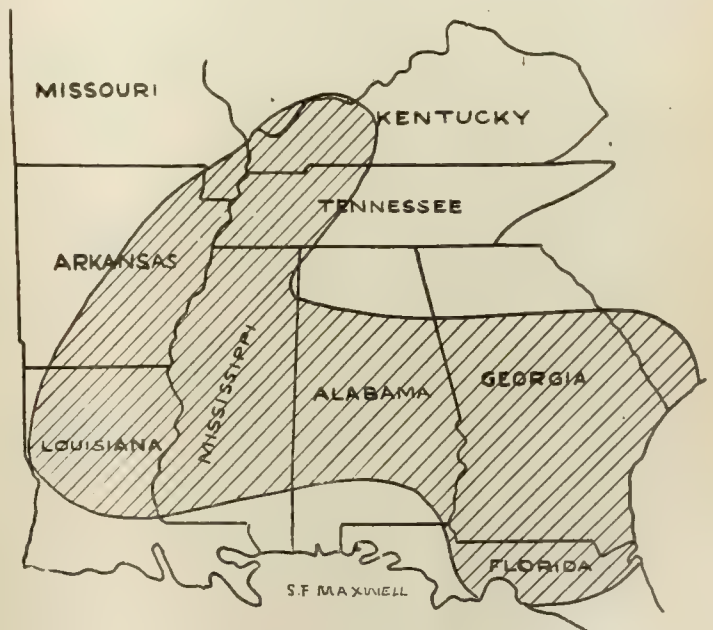 MISSOURI
KENTUCKY
TENNESSEE
ARKANSAS
MISSISSIPPI
ALABAMA
GEORGIA
LOUISIANA
FLORIDA
S.F MAXWELL